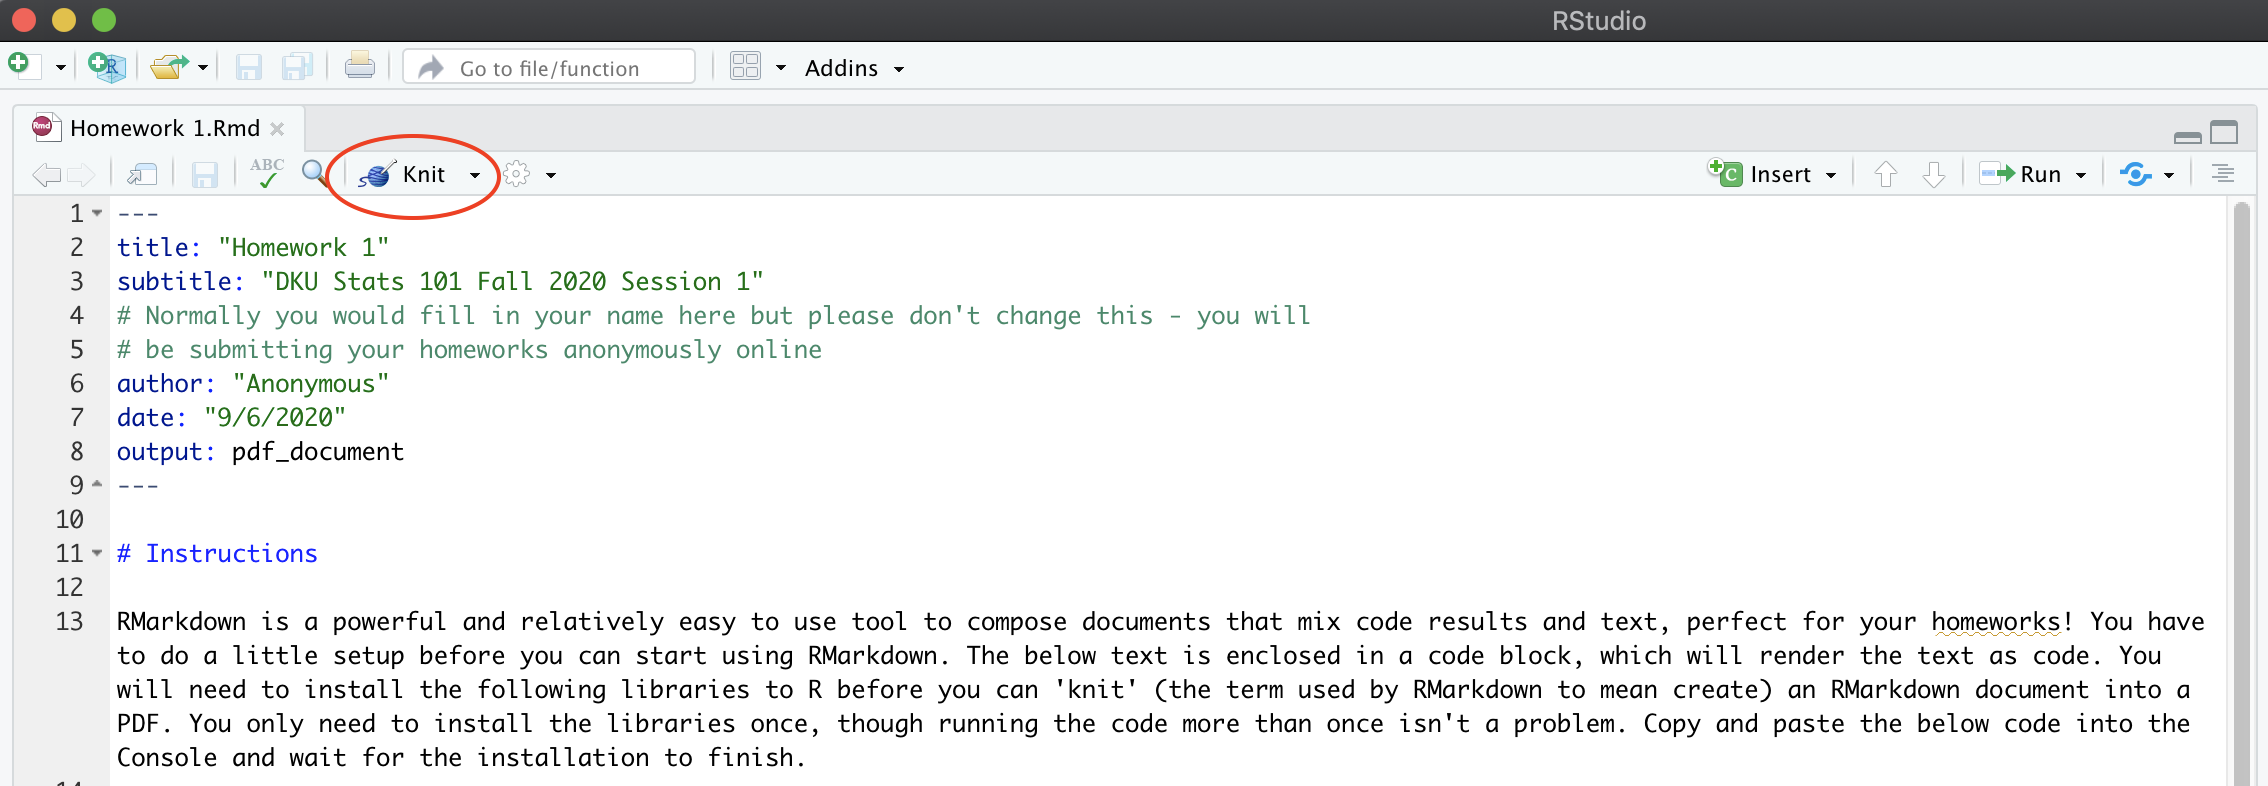 RStudio
Go to file/function
Addins
Rmd
Homework 1.Rmd
ABC
Knit
Insert
Run
1 ---
2 title: "Homework 1"
3 subtitle: "DKU Stats 101 Fall 2020 Session 1"
4 # Normally you would fill in your name here but please don't change this - you will
5 # be submitting your homeworks anonymously online
6 author: "Anonymous"
7 date: "9/6/2020"
8 output: pdf_document
9 ---
10
11 # Instructions
12
13 RMarkdown is a powerful and relatively easy to use tool to compose documents that mix code results and text, perfect for your homeworks! You have
to do a little setup before you can start using RMarkdown. The below text is enclosed in a code block, which will render the text as code. You
will need to install the following libraries to R before you can 'knit' (the term used by RMarkdown to mean create) an RMarkdown document into a
PDF. You only need to install the libraries once, though running the code more than once isn't a problem. Copy and paste the below code into the
Console and wait for the installation to finish.